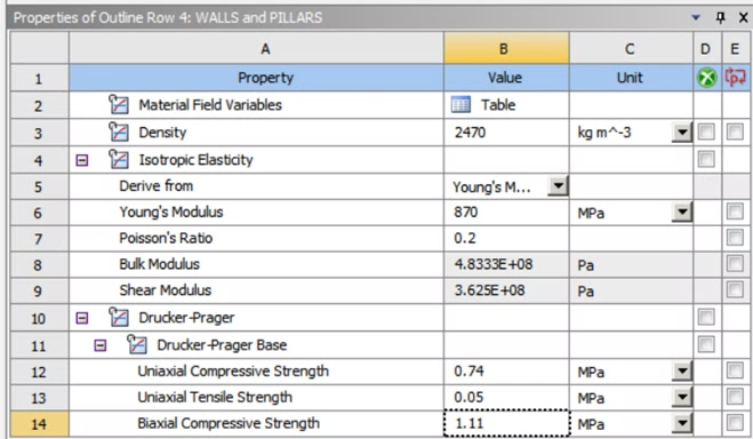 Properties of Outline Row 4: WALLS and PILLARS
A B C D E
1 Property Value Unit
2 Material Field Variables Table
3 Density 2470 kg m^-3
4 Isotropic Elasticity
5 Derive from Young's M...
6 Young's Modulus 870 MPa
7 Poisson's Ratio 0.2
8 Bulk Modulus 4.8333E+08 Pa
9 Shear Modulus 3.625E+08 Pa
10 Drucker-Prager
11 Drucker-Prager Base
12 Uniaxial Compressive Strength 0.74 MPa
13 Uniaxial Tensile Strength 0.05 MPa
14 Biaxial Compressive Strength 1.11 MPa